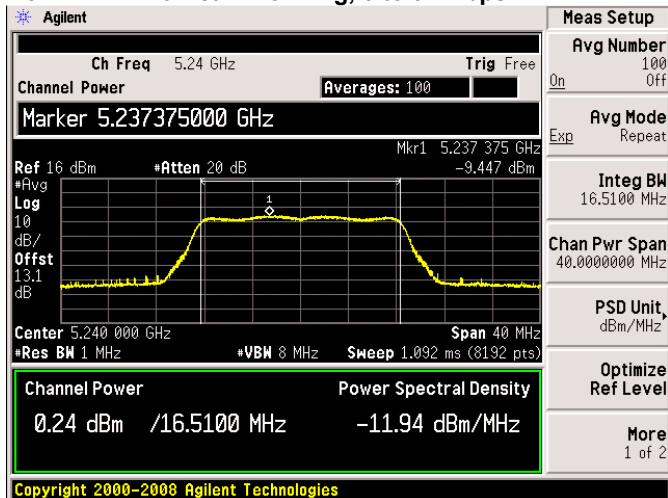 Agilent
Meas Setup
Ch Freq 5.24 GHz Trig Free
Channel Power Averages: 100
Marker 5.237375000 GHz
Mkr1 5.237 375 GHz
Ref 16 dBm #Atten 20 dB -9.447 dBm
#Avg
Log
10
dB/
Offst
13.1
dB
1
Center 5.240 000 GHz Span 40 MHz
#Res BW 1 MHz #VBW 8 MHz Sweep 1.092 ms (8192 pts)
Channel Power Power Spectral Density
0.24 dBm /16.5100 MHz -11.94 dBm/MHz
Copyright 2000-2008 Agilent Technologies
Avg Number
100
On Off
Avg Mode
Exp Repeat
Integ BW
16.5100 MHz
Chan Pwr Span
40.0000000 MHz
PSD Unit
dBm/MHz
Optimize
Ref Level
More
1 of 2